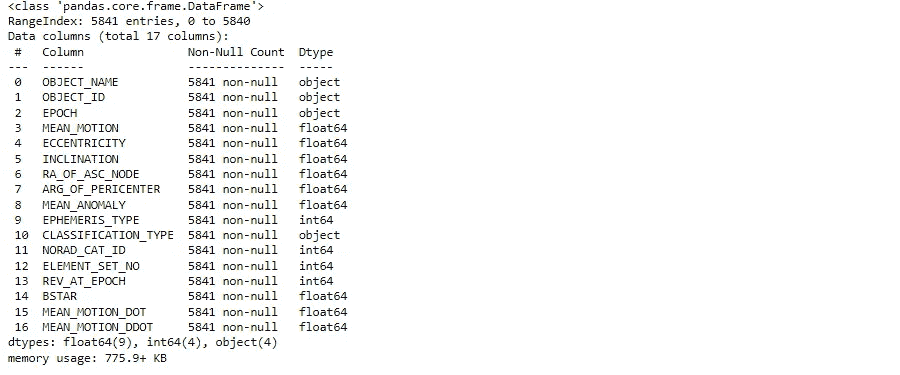 <class 'pandas.core.frame.DataFrame'>
RangeIndex: 5841 entries, 0 to 5840
Data columns (total 17 columns):
 #   Column               Non-Null Count  Dtype
---  ------               --------------  -----
 0   OBJECT_NAME          5841 non-null   object
 1   OBJECT_ID            5841 non-null   object
 2   EPOCH                5841 non-null   object
 3   MEAN_MOTION          5841 non-null   float64
 4   ECCENTRICITY         5841 non-null   float64
 5   INCLINATION          5841 non-null   float64
 6   RA_OF_ASC_NODE       5841 non-null   float64
 7   ARG_OF_PERICENTER    5841 non-null   float64
 8   MEAN_ANOMALY         5841 non-null   float64
 9   EPHEMERIS_TYPE       5841 non-null   int64
 10  CLASSIFICATION_TYPE  5841 non-null   object
 11  NORAD_CAT_ID         5841 non-null   int64
 12  ELEMENT_SET_NO       5841 non-null   int64
 13  REV_AT_EPOCH         5841 non-null   int64
 14  BSTAR                5841 non-null   float64
 15  MEAN_MOTION_DOT      5841 non-null   float64
 16  MEAN_MOTION_DDOT     5841 non-null   float64
dtypes: float64(9), int64(4), object(4)
memory usage: 775.9+ KB